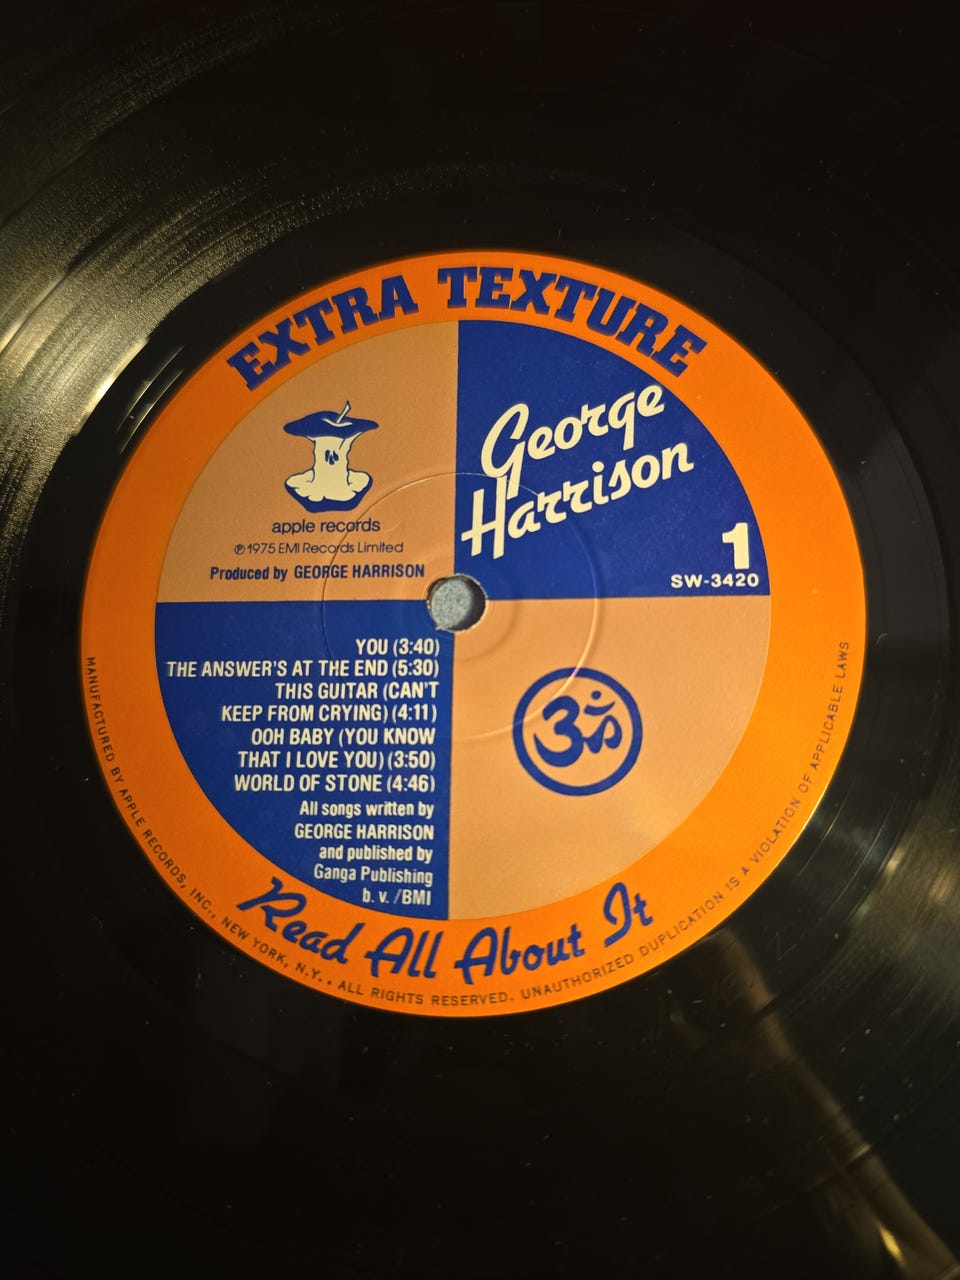 EXTRA TEXTURE
George
Harrison
1
SW-3420
apple records
℗ 1975 EMI Records Limited
Produced by GEORGE HARRISON
YOU (3:40)
THE ANSWER'S AT THE END (5:30)
THIS GUITAR (CAN'T
KEEP FROM CRYING) (4:11)
OOH BABY (YOU KNOW
THAT I LOVE YOU) (3:50)
WORLD OF STONE (4:46)
All songs written by
GEORGE HARRISON
and published by
Ganga Publishing
b. v. /BMI
ॐ
Read All About It
MANUFACTURED BY APPLE RECORDS, INC., NEW YORK, N.Y.. ALL RIGHTS RESERVED. UNAUTHORIZED DUPLICATION IS A VIOLATION OF APPLICABLE LAWS